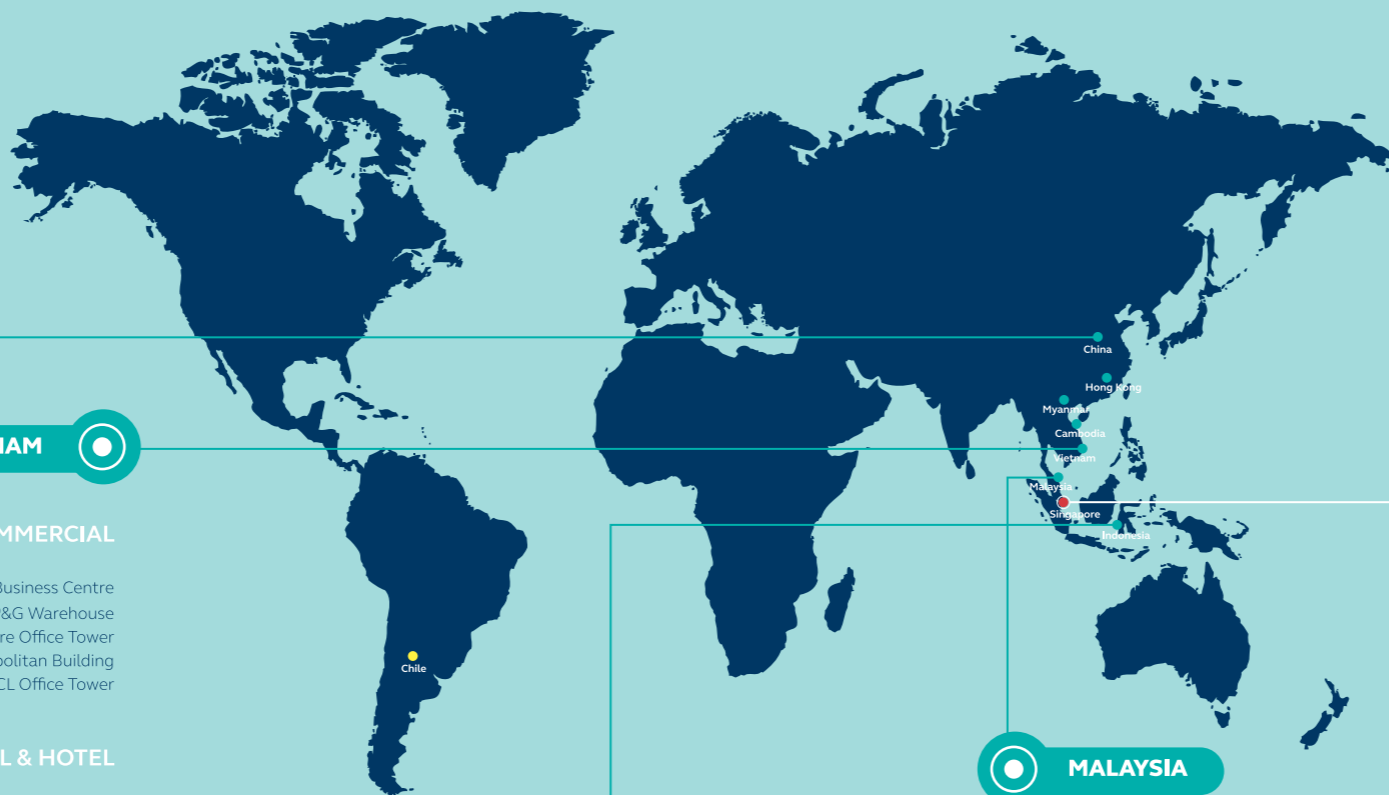 China
Hong Kong
Myanmar
Cambodia
Vietnam
Malaysia
Singapore
Indonesia
Chile
NAM
MMERCIAL
Business Centre
P&G Warehouse
re Office Tower
politan Building
CL Office Tower
L & HOTEL
MALAYSIA